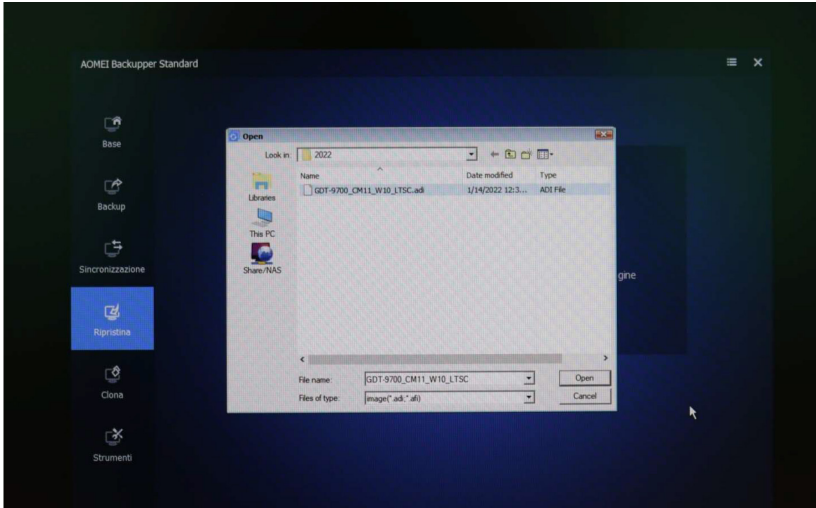 AOMEI Backupper Standard
Base
Backup
Sincronizzazione
Ripristina
Clona
Strumenti
Open
Look in:
2022
Name
Date modified
Type
GDT-9700_CM11_W10_LTSC.adi
1/14/2022 12:3...
ADI File
Libraries
This PC
Share/NAS
gine
File name:
GDT-9700_CM11_W10_LTSC
Open
Files of type:
image(*.adi;*.afi)
Cancel